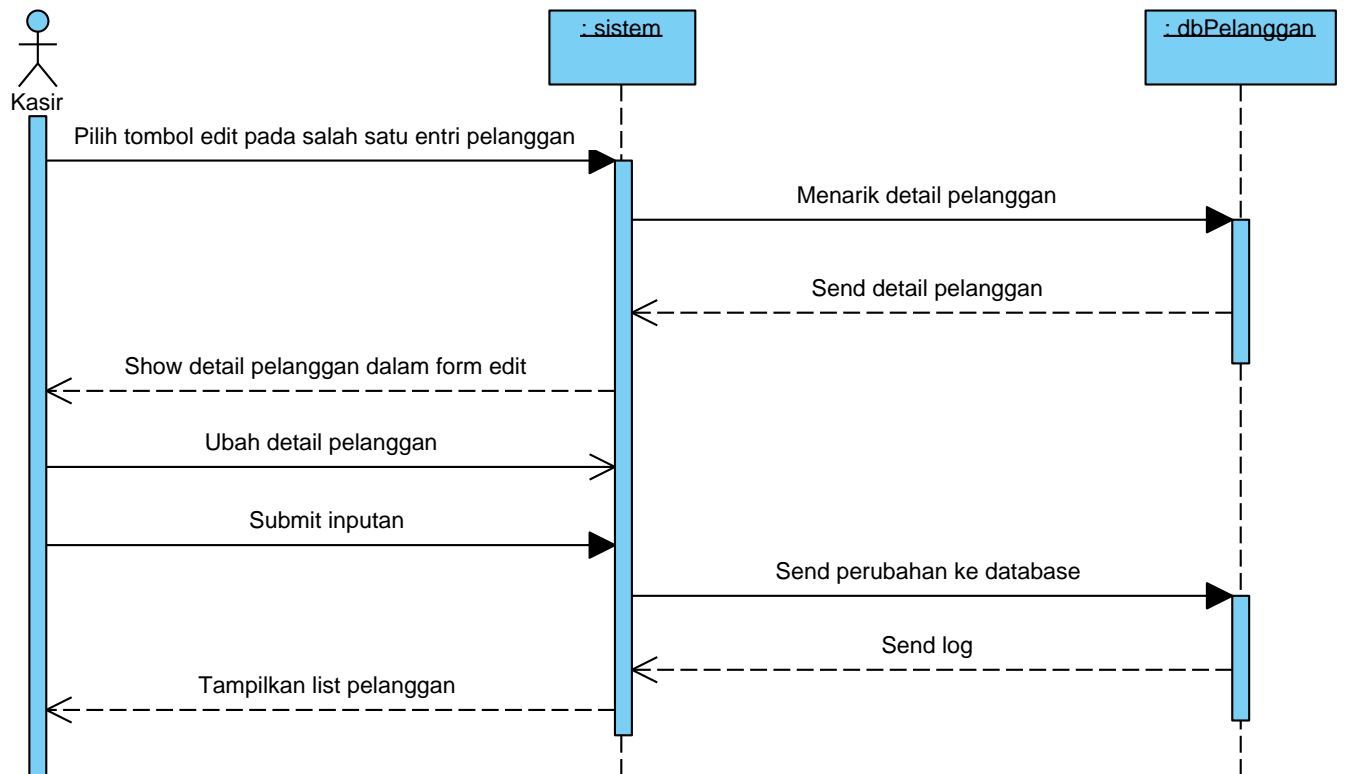 : sistem
: dbPelanggan
Kasir
Pilih tombol edit pada salah satu entri pelanggan
Menarik detail pelanggan
Send detail pelanggan
Show detail pelanggan dalam form edit
Ubah detail pelanggan
Submit inputan
Send perubahan ke database
Send log
Tampilkan list pelanggan